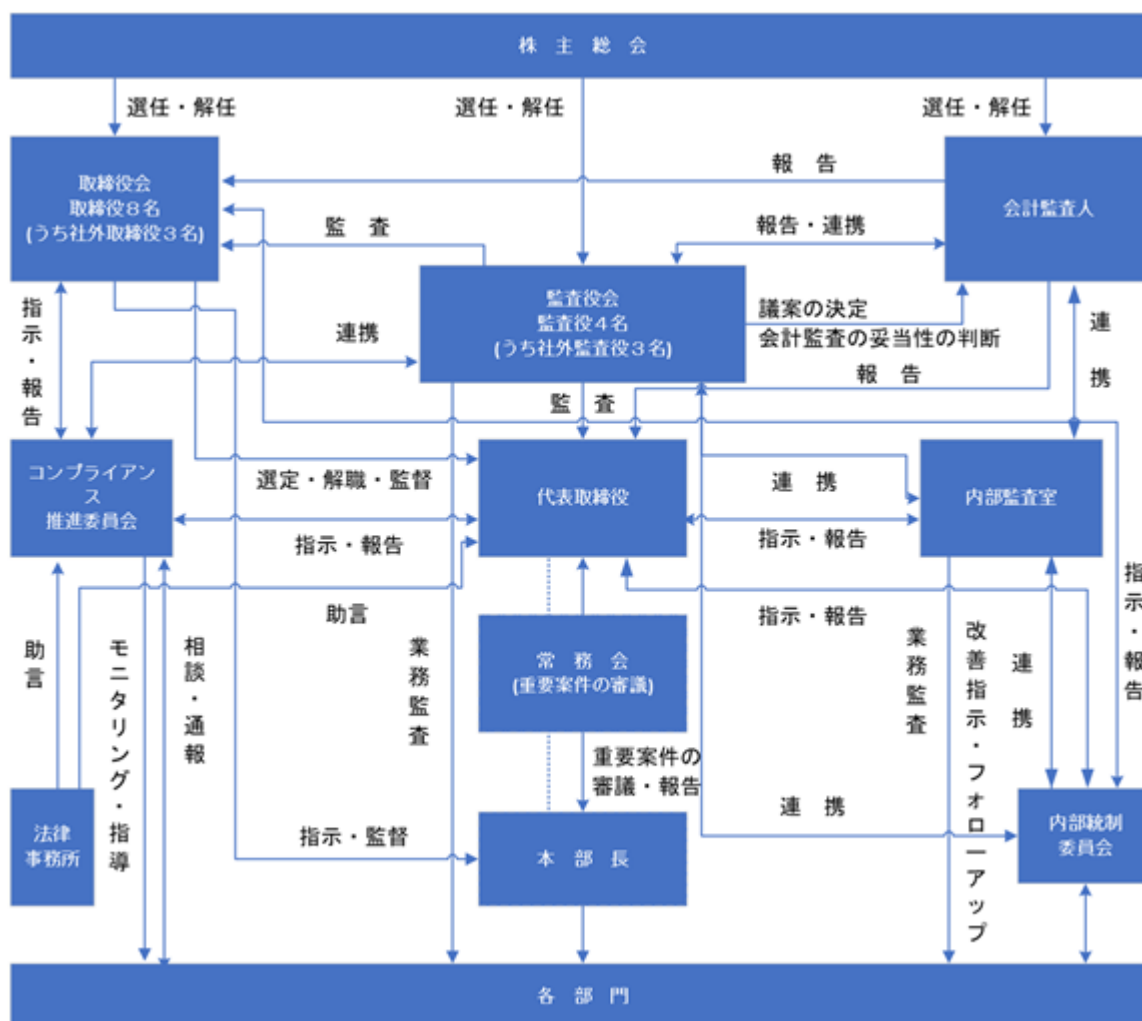 株 主 総 会
選任・解任
選任・解任
選任・解任
取締役会
取締役８名
(うち社外取締役３名)
報 告
会計監査人
監 査
報告・連携
監査役会
監査役４名
(うち社外監査役３名)
議案の決定
会計監査の妥当性の判断
指示・報告
連携
報 告
連 携
監 査
コンプライアン
ス
推進委員会
選定・解職・監督
代表取締役
連 携
内部監査室
指示・報告
指示・報告
助言
指示・報告
指示・報告
助言
モニタリング・指導
相談・通報
業務監査
常 務 会
(重要案件の審議)
業務監査
改善指示・フォローアップ
連 携
重要案件の
審議・報告
法律
事務所
指示・監督
本 部 長
連 携
内部統制
委員会
各 部 門